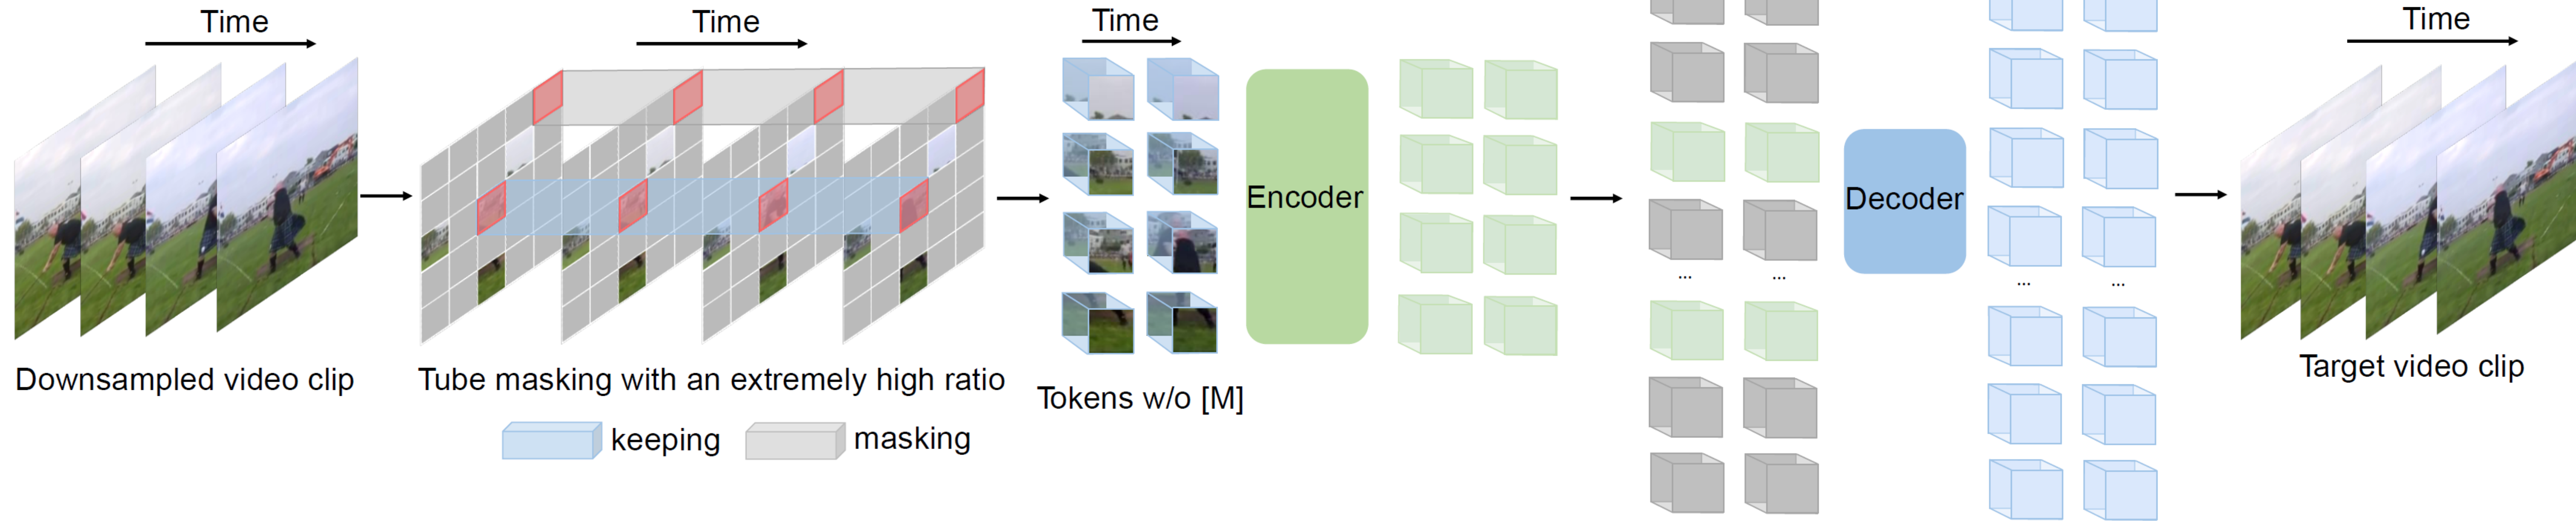 Time
Time
Time
Time
Encoder
Decoder
...
...
...
...
Downsampled video clip
Tube masking with an extremely high ratio
Tokens w/o [M]
Target video clip
keeping
masking